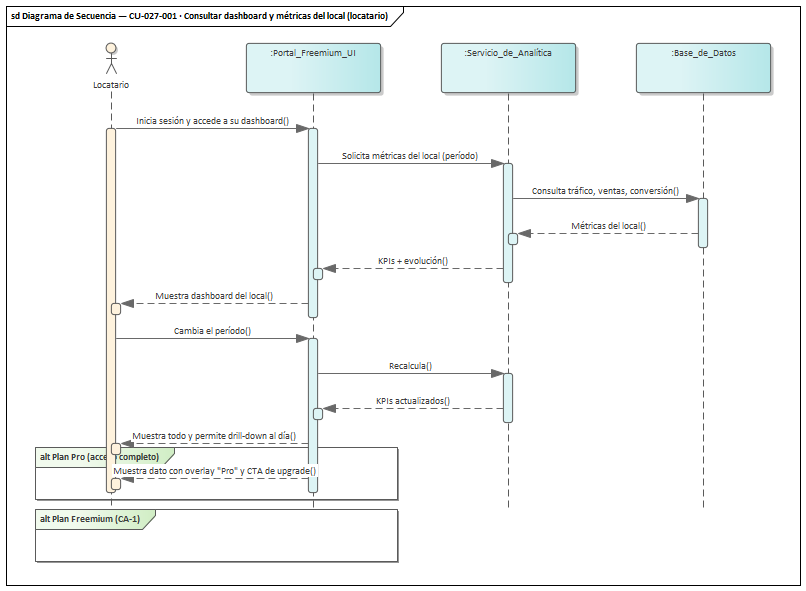 sd Diagrama de Secuencia — CU-027-001 · Consultar dashboard y métricas del local (locatario)
:Portal_Freemium_UI
:Servicio_de_Analítica
:Base_de_Datos
Locatario
Inicia sesión y accede a su dashboard()
Solicita métricas del local (período)
Consulta tráfico, ventas, conversión()
Métricas del local()
KPIs + evolución()
Muestra dashboard del local()
Cambia el período()
Recalcula()
KPIs actualizados()
Muestra todo y permite drill-down al día()
alt Plan Pro (acceso completo)
Muestra dato con overlay "Pro" y CTA de upgrade()
alt Plan Freemium (CA-1)